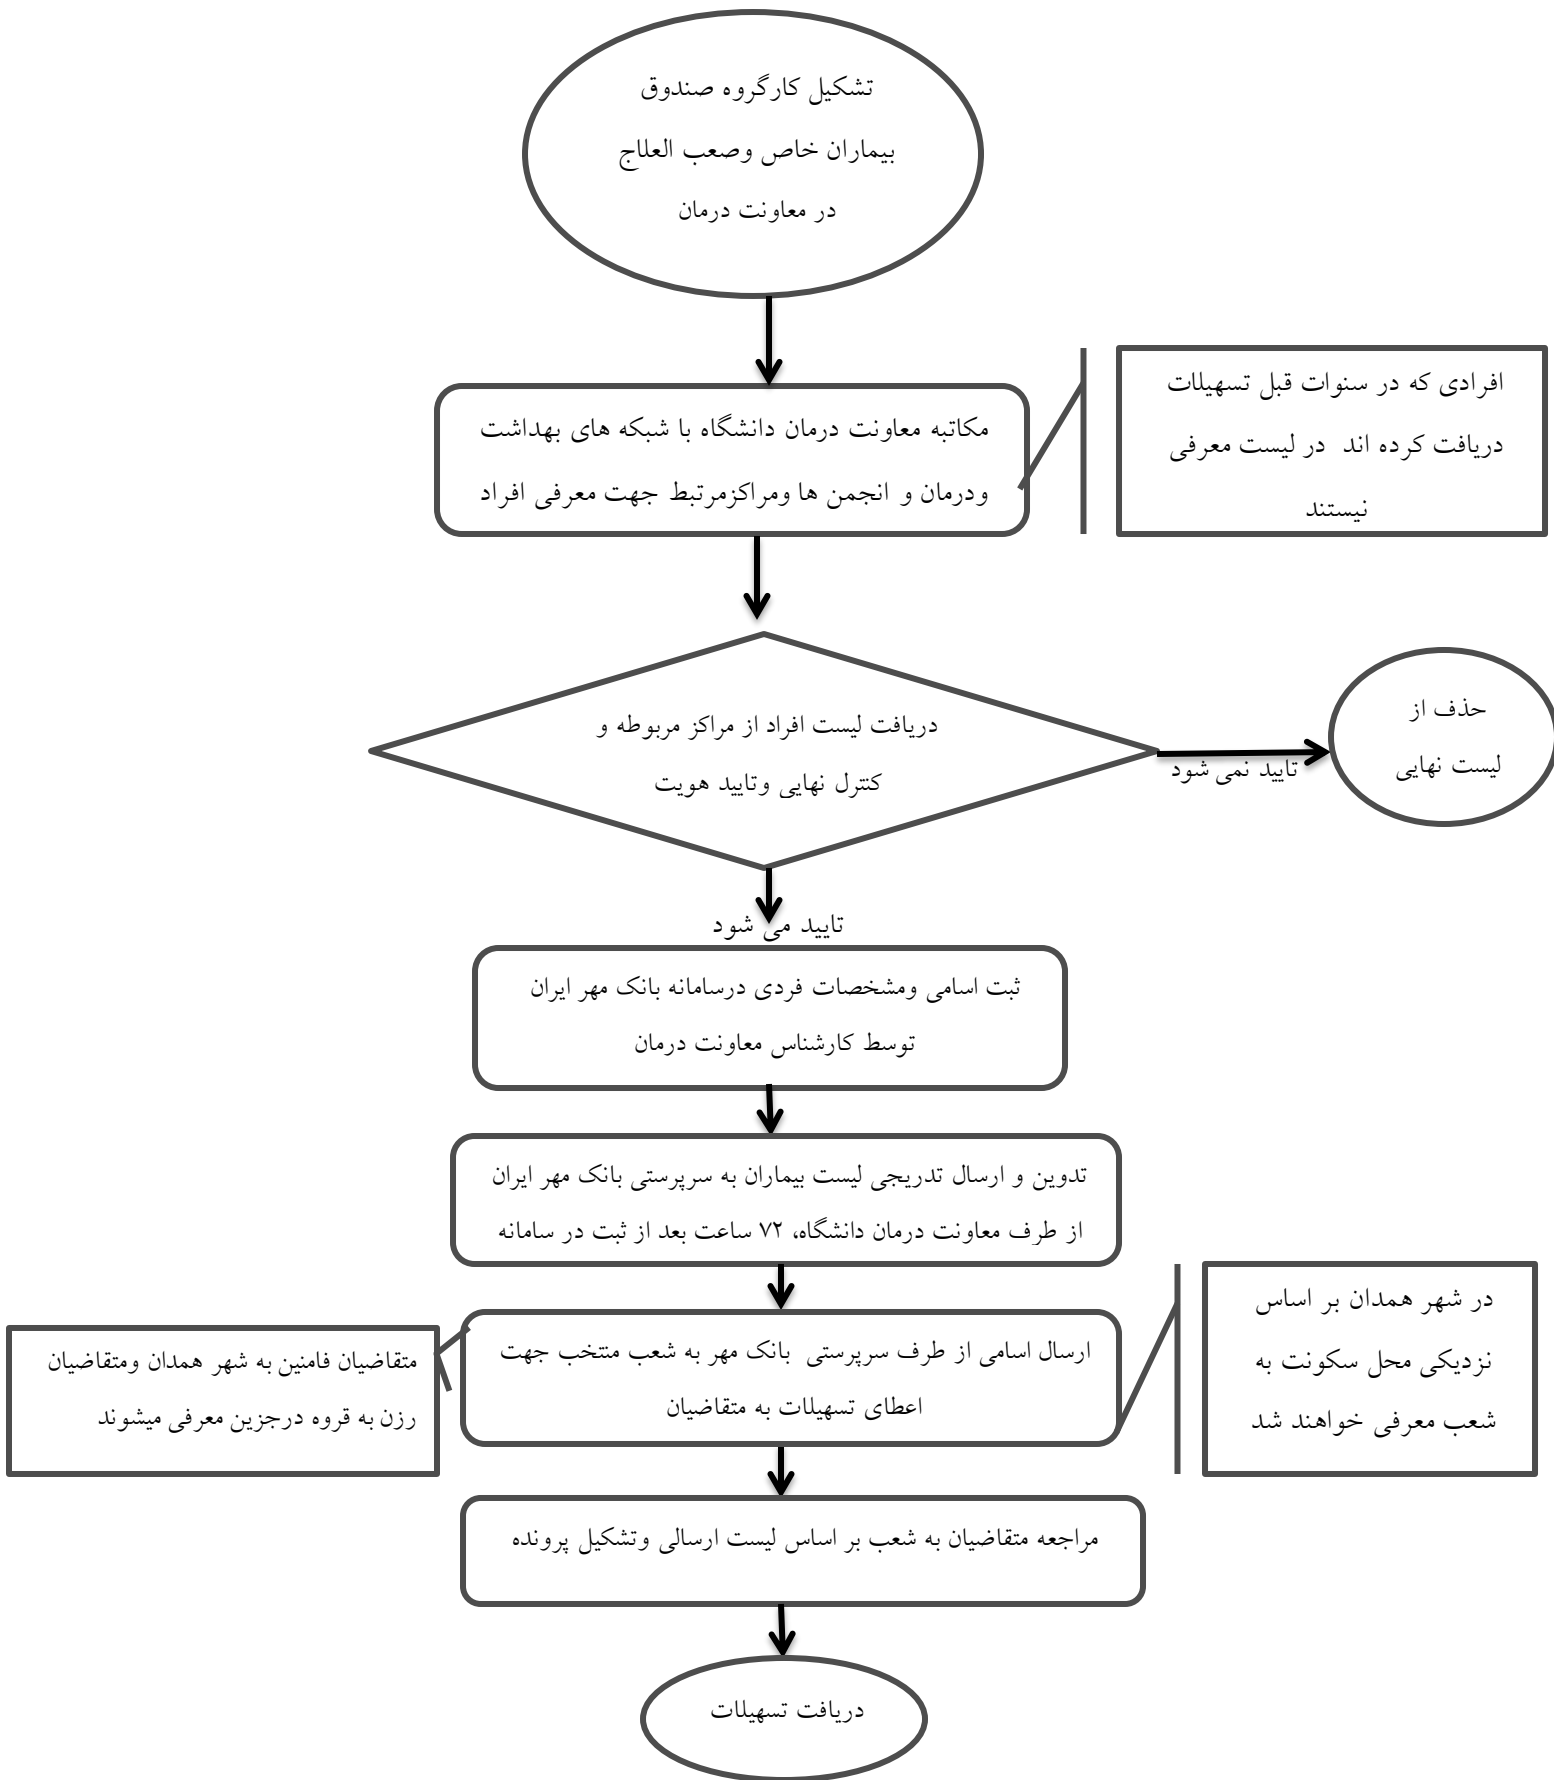 تشکیل کارگروه صندوق
بیماران خاص وصعب العلاج
در معاونت درمان
افرادی که در سنوات قبل تسهیلات
دریافت کرده اند در لیست معرفی
نیستند
مکاتبه معاونت درمان دانشگاه با شبکه های بهداشت
ودرمان و انجمن ها ومراکزمرتبط جهت معرفی افراد
دریافت لیست افراد از مراکز مربوطه و
کنترل نهایی وتایید هویت
تایید نمی شود
حذف از
لیست نهایی
تایید می شود
ثبت اسامی ومشخصات فردی درسامانه بانک مهر ایران
توسط کارشناس معاونت درمان
تدوین و ارسال تدریجی لیست بیماران به سرپرستی بانک مهر ایران
از طرف معاونت درمان دانشگاه، ۷۲ ساعت بعد از ثبت در سامانه
در شهر همدان بر اساس
نزدیکی محل سکونت به
شعب معرفی خواهند شد
ارسال اسامی از طرف سرپرستی بانک مهر به شعب منتخب جهت
اعطای تسهیلات به متقاضیان
متقاضیان فامنین به شهر همدان ومتقاضیان
رزن به قروه درجزین معرفی میشوند
مراجعه متقاضیان به شعب بر اساس لیست ارسالی وتشکیل پرونده
دریافت تسهیلات